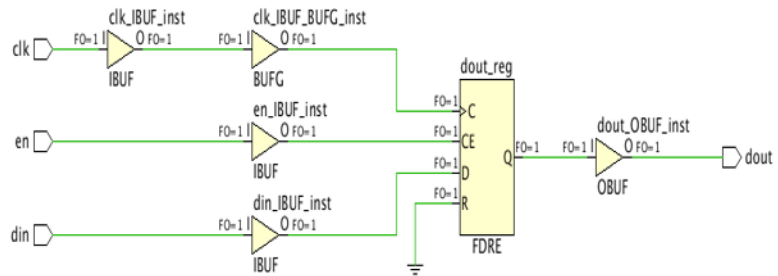 clk_IBUF_inst
clk_IBUF_BUFG_inst
clk FO=1 I O FO=1 FO=1 I O FO=1
IBUF
BUFG
dout_reg
en_IBUF_inst
FO=1 C
dout_OBUF_inst
en FO=1 I O FO=1 FO=1 CE
IBUF
Q FO=1 FO=1 I O FO=1 dout
FO=1 D
OBUF
din_IBUF_inst
FO=1 R
din FO=1 I O FO=1
FDRE
IBUF